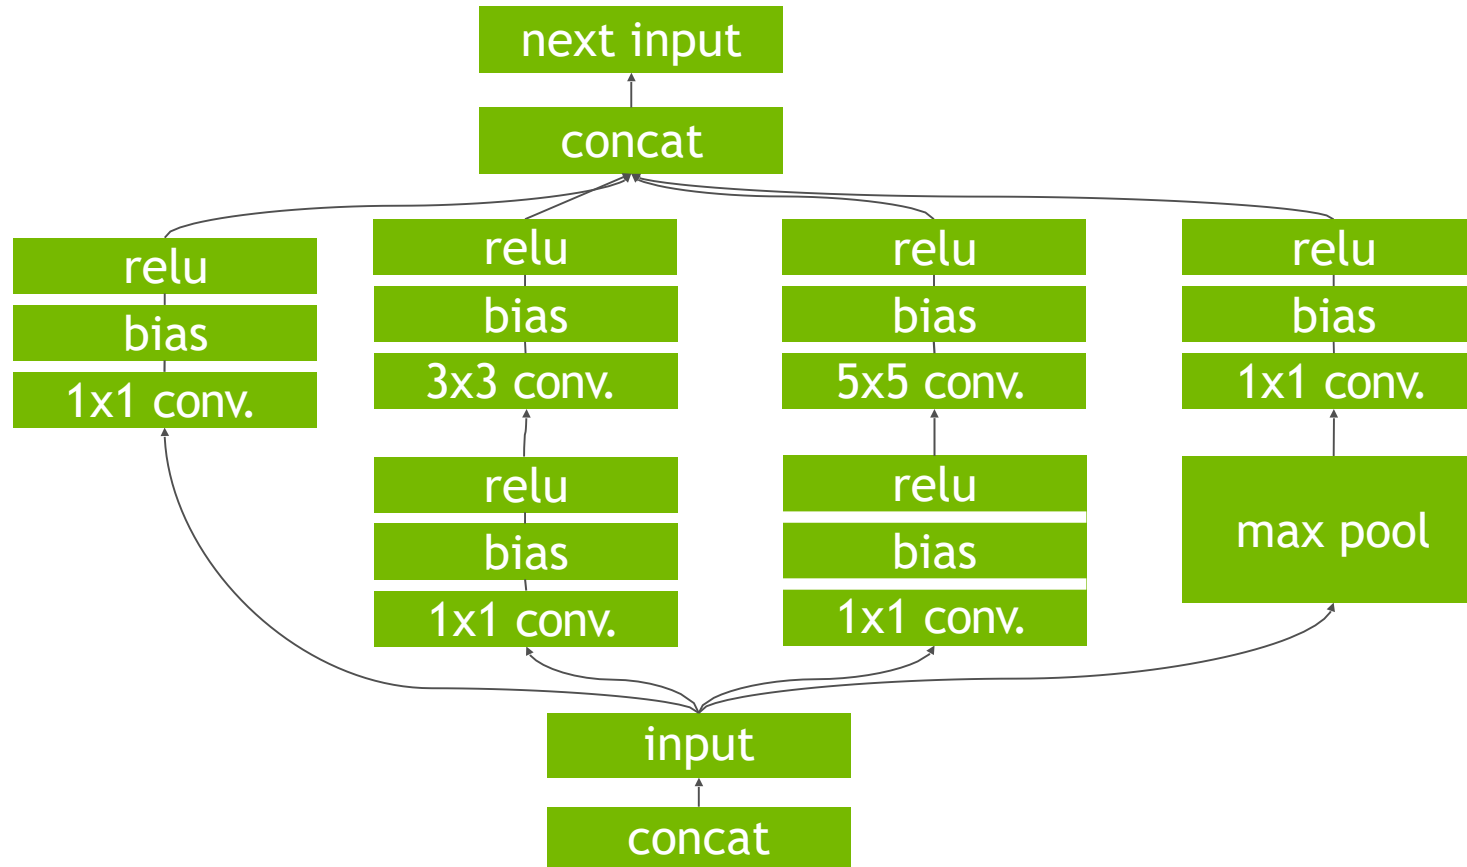 next input
concat
relu
bias
1x1 conv.
relu
bias
3x3 conv.
relu
bias
1x1 conv.
relu
bias
5x5 conv.
relu
bias
1x1 conv.
relu
bias
1x1 conv.
max pool
input
concat